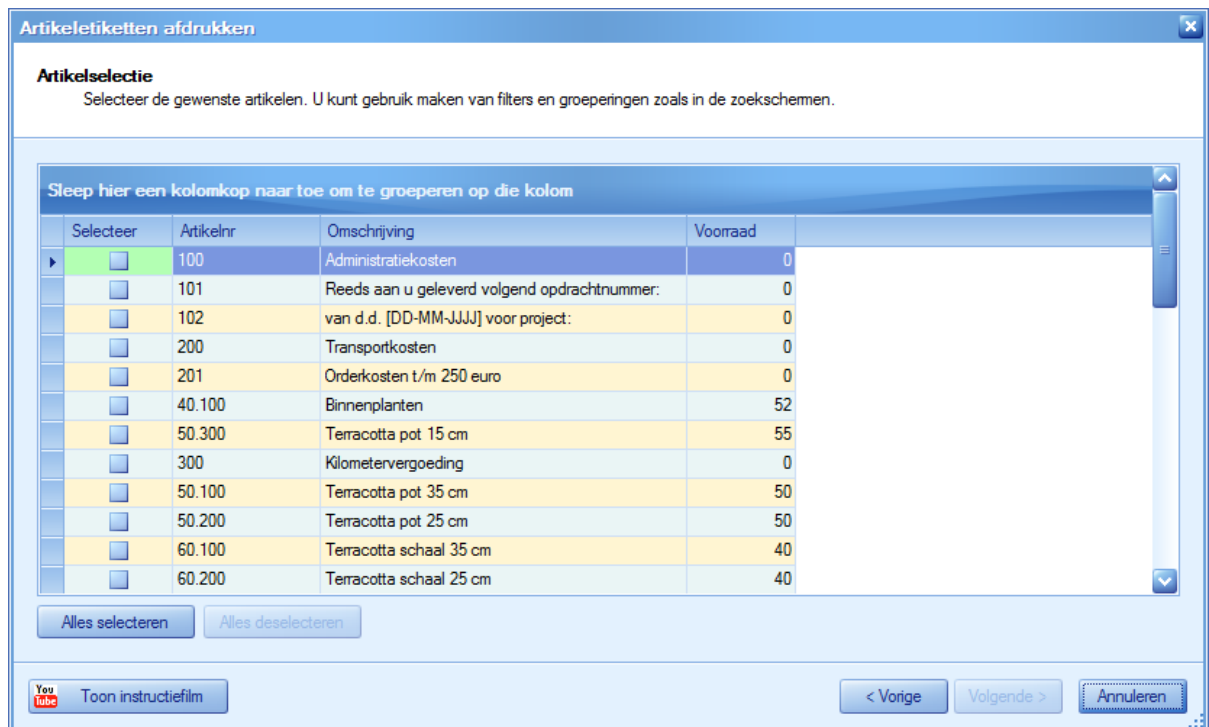 Artikeletiketten afdrukken
Artikelselectie
Selecteer de gewenste artikelen. U kunt gebruik maken van filters en groeperingen zoals in de zoekschermen.
Sleep hier een kolomkop naar toe om te groeperen op die kolom
Selecteer Artikelnr Omschrijving Voorraad
100 Administratiekosten 0
101 Reeds aan u geleverd volgend opdrachtnummer: 0
102 van d.d. [DD-MM-JJJJ] voor project: 0
200 Transportkosten 0
201 Orderkosten t/m 250 euro 0
40.100 Binnenplanten 52
50.300 Terracotta pot 15 cm 55
300 Kilometervergoeding 0
50.100 Terracotta pot 35 cm 50
50.200 Terracotta pot 25 cm 50
60.100 Terracotta schaal 35 cm 40
60.200 Terracotta schaal 25 cm 40
Alles selecteren Alles deselecteren
You Tube Toon instructiefilm < Vorige Volgende > Annuleren